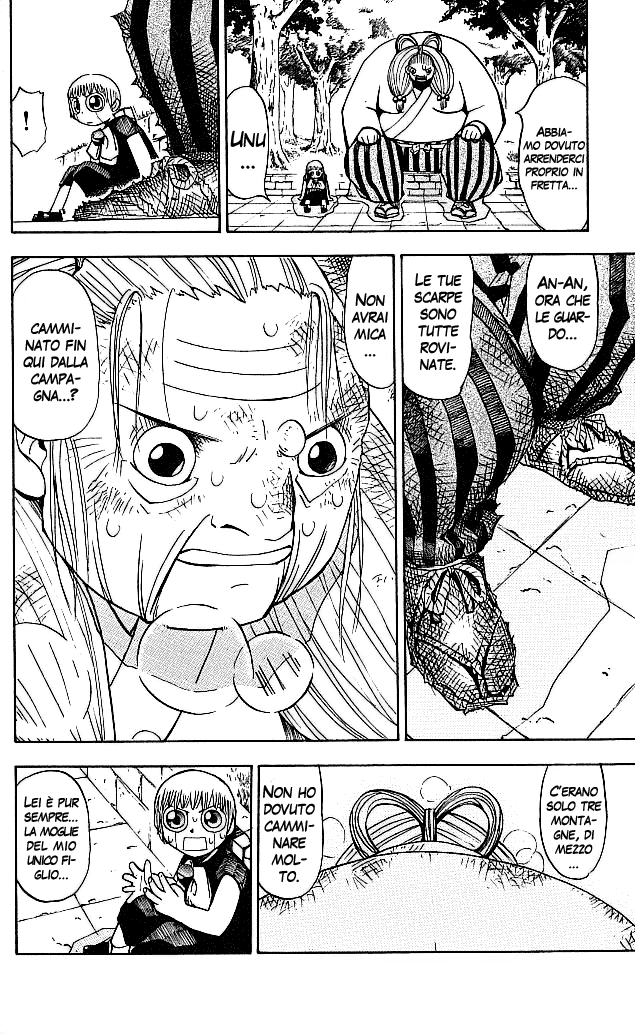 ABBIA-
MO DOVUTO
ARRENDERCI
PROPRIO IN
FRETTA...
UNU
...
!
AN-AN,
ORA CHE
LE GUAR-
DO...
LE TUE
SCARPE
SONO
TUTTE
ROVI-
NATE.
NON
AVRAI
MICA
...
CAMMI-
NATO FIN
QUI DALLA
CAMPA-
GNA...?
C'ERANO
SOLO TRE
MONTA-
GNE, DI
MEZZO
...
NON HO
DOVUTO
CAMMI-
NARE
MOL-
TO.
LEI È PUR
SEMPRE...
...LA MOGLIE
DEL MIO
UNICO FI-
GLIO...